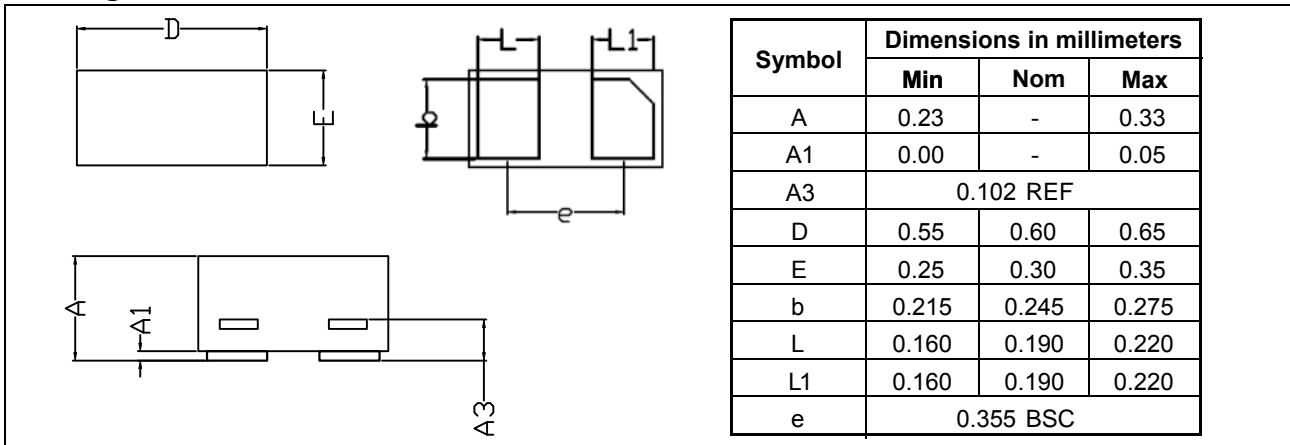 D
E
L L1
b
e
A
A1
A3
Symbol Dimensions in millimeters
Min Nom Max
A 0.23 - 0.33
A1 0.00 - 0.05
A3 0.102 REF
D 0.55 0.60 0.65
E 0.25 0.30 0.35
b 0.215 0.245 0.275
L 0.160 0.190 0.220
L1 0.160 0.190 0.220
e 0.355 BSC